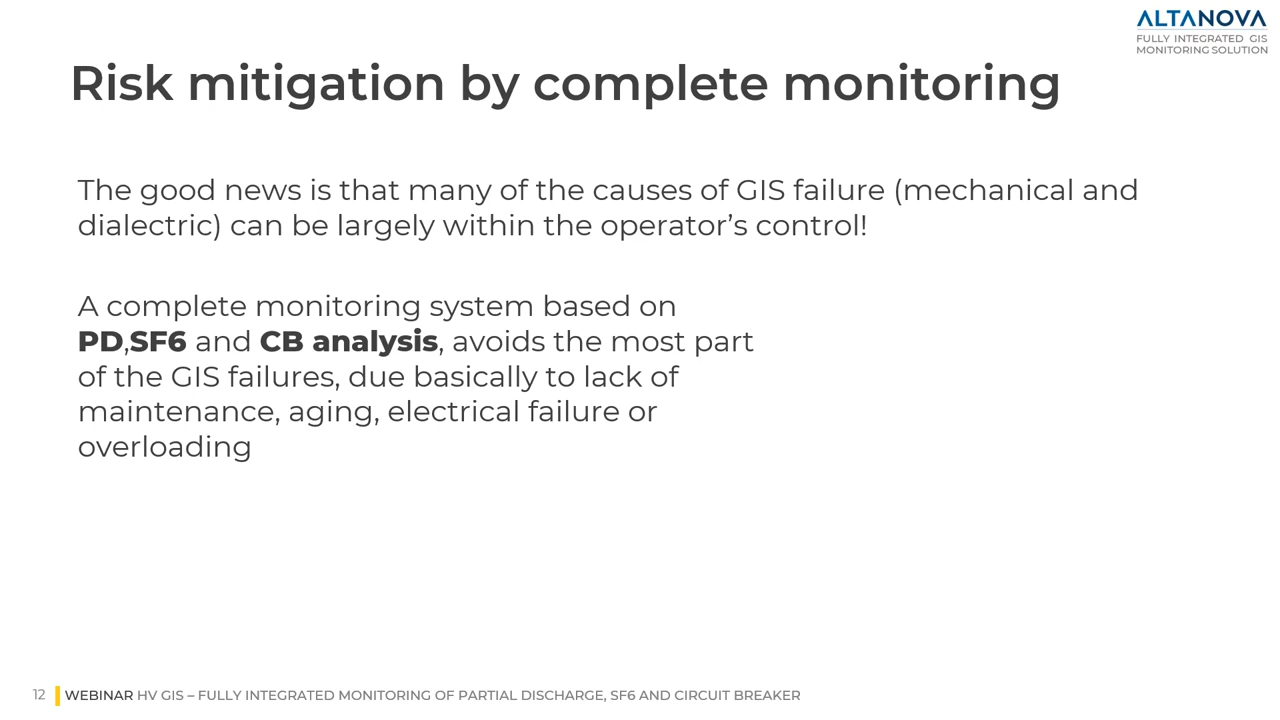 ALTANOVA
FULLY INTEGRATED GIS
MONITORING SOLUTION
Risk mitigation by complete monitoring
The good news is that many of the causes of GIS failure (mechanical and
dialectric) can be largely within the operator’s control!
A complete monitoring system based on
PD,SF6 and CB analysis, avoids the most part
of the GIS failures, due basically to lack of
maintenance, aging, electrical failure or
overloading
12 WEBINAR HV GIS – FULLY INTEGRATED MONITORING OF PARTIAL DISCHARGE, SF6 AND CIRCUIT BREAKER